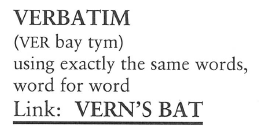 VERBATIM
(VER bay tym)
using exactly the same words,
word for word
Link: VERN'S BAT